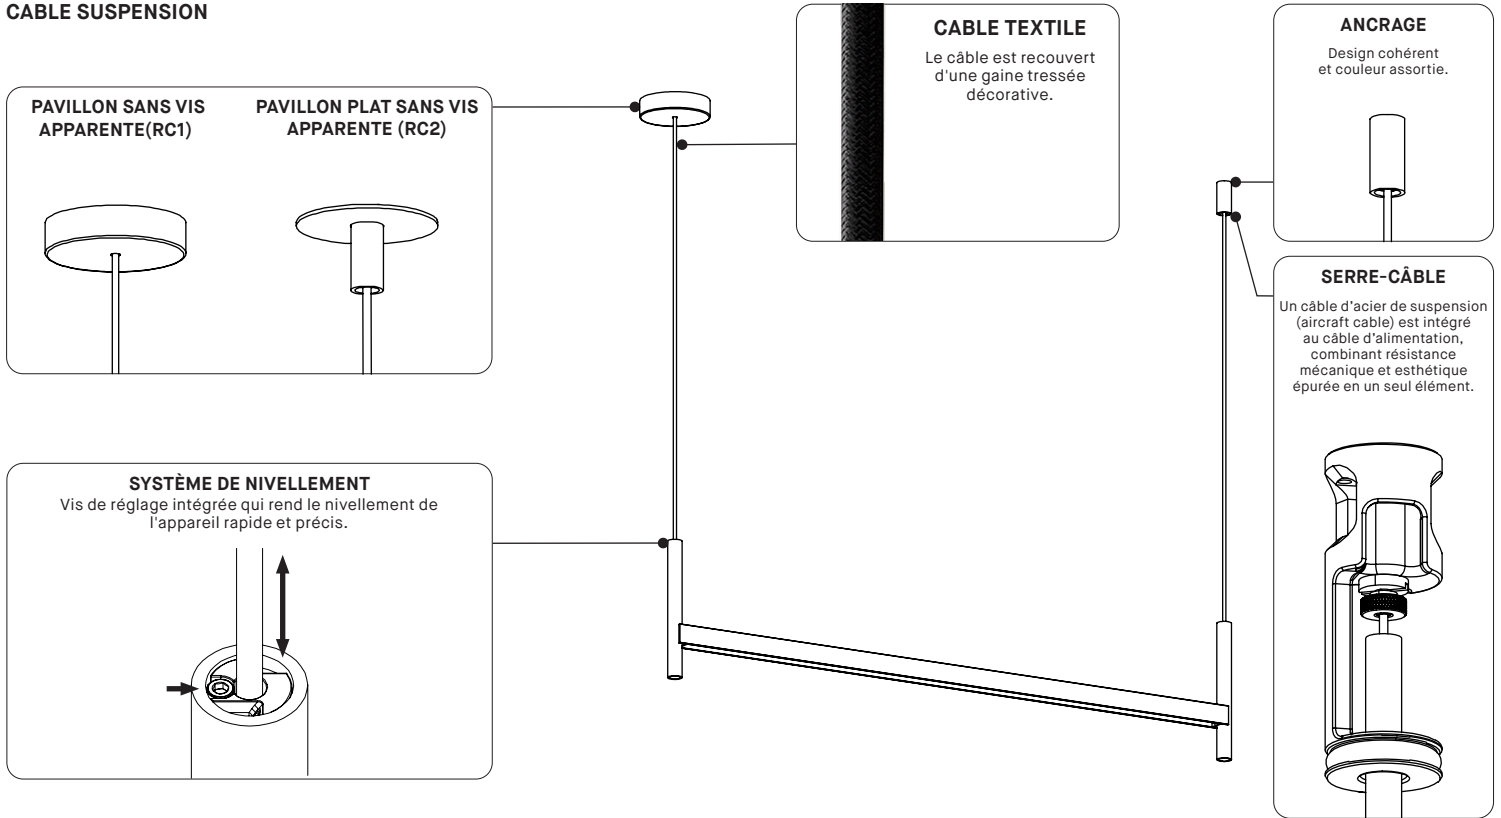 CABLE SUSPENSION
PAVILLON SANS VIS
APPARENTE(RC1)
PAVILLON PLAT SANS VIS
APPARENTE (RC2)
CABLE TEXTILE
Le câble est recouvert
d'une gaine tressée
décorative.
ANCRAGE
Design cohérent
et couleur assortie.
SERRE-CÂBLE
Un câble d'acier de suspension
(aircraft cable) est intégré
au câble d'alimentation,
combinant résistance
mécanique et esthétique
épurée en un seul élément.
SYSTÈME DE NIVELLEMENT
Vis de réglage intégrée qui rend le nivellement de
l'appareil rapide et précis.